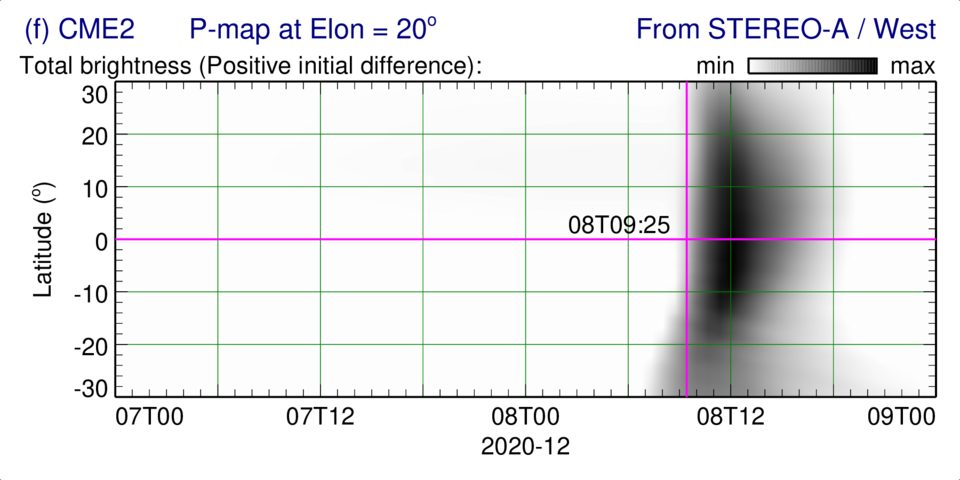 (f) CME2 P-map at Elon = 20° From STEREO-A / West
Total brightness (Positive initial difference): min max
30
20
10
08T09:25
0
-10
-20
-30
Latitude (°)
07T00 07T12 08T00 08T12 09T00
2020-12